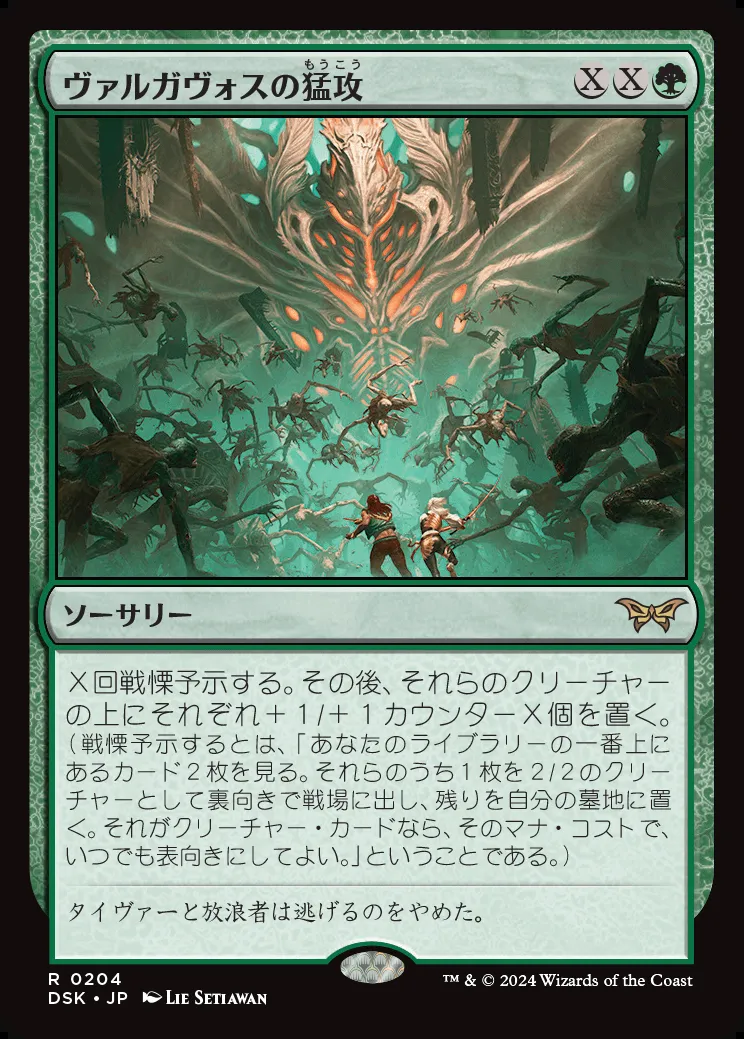 もうこう
ヴァルガヴォスの猛攻 X X
ソーサリー
X回戦慄予示する。その後、それらのクリーチャー
の上にそれぞれ＋１/＋１カウンターX個を置く。
（戦慄予示するとは、「あなたのライブラリーの一番上に
あるカード２枚を見る。それらのうち１枚を２/２のクリー
チャーとして裏向きで戦場に出し、残りを自分の墓地に置
く。それがクリーチャー・カードなら、そのマナ・コストで、
いつでも表向きにしてよい。」ということである。）
タイヴァーと放浪者は逃げるのをやめた。
R 0204
DSK • JP Lie Setiawan
™ & © 2024 Wizards of the Coast